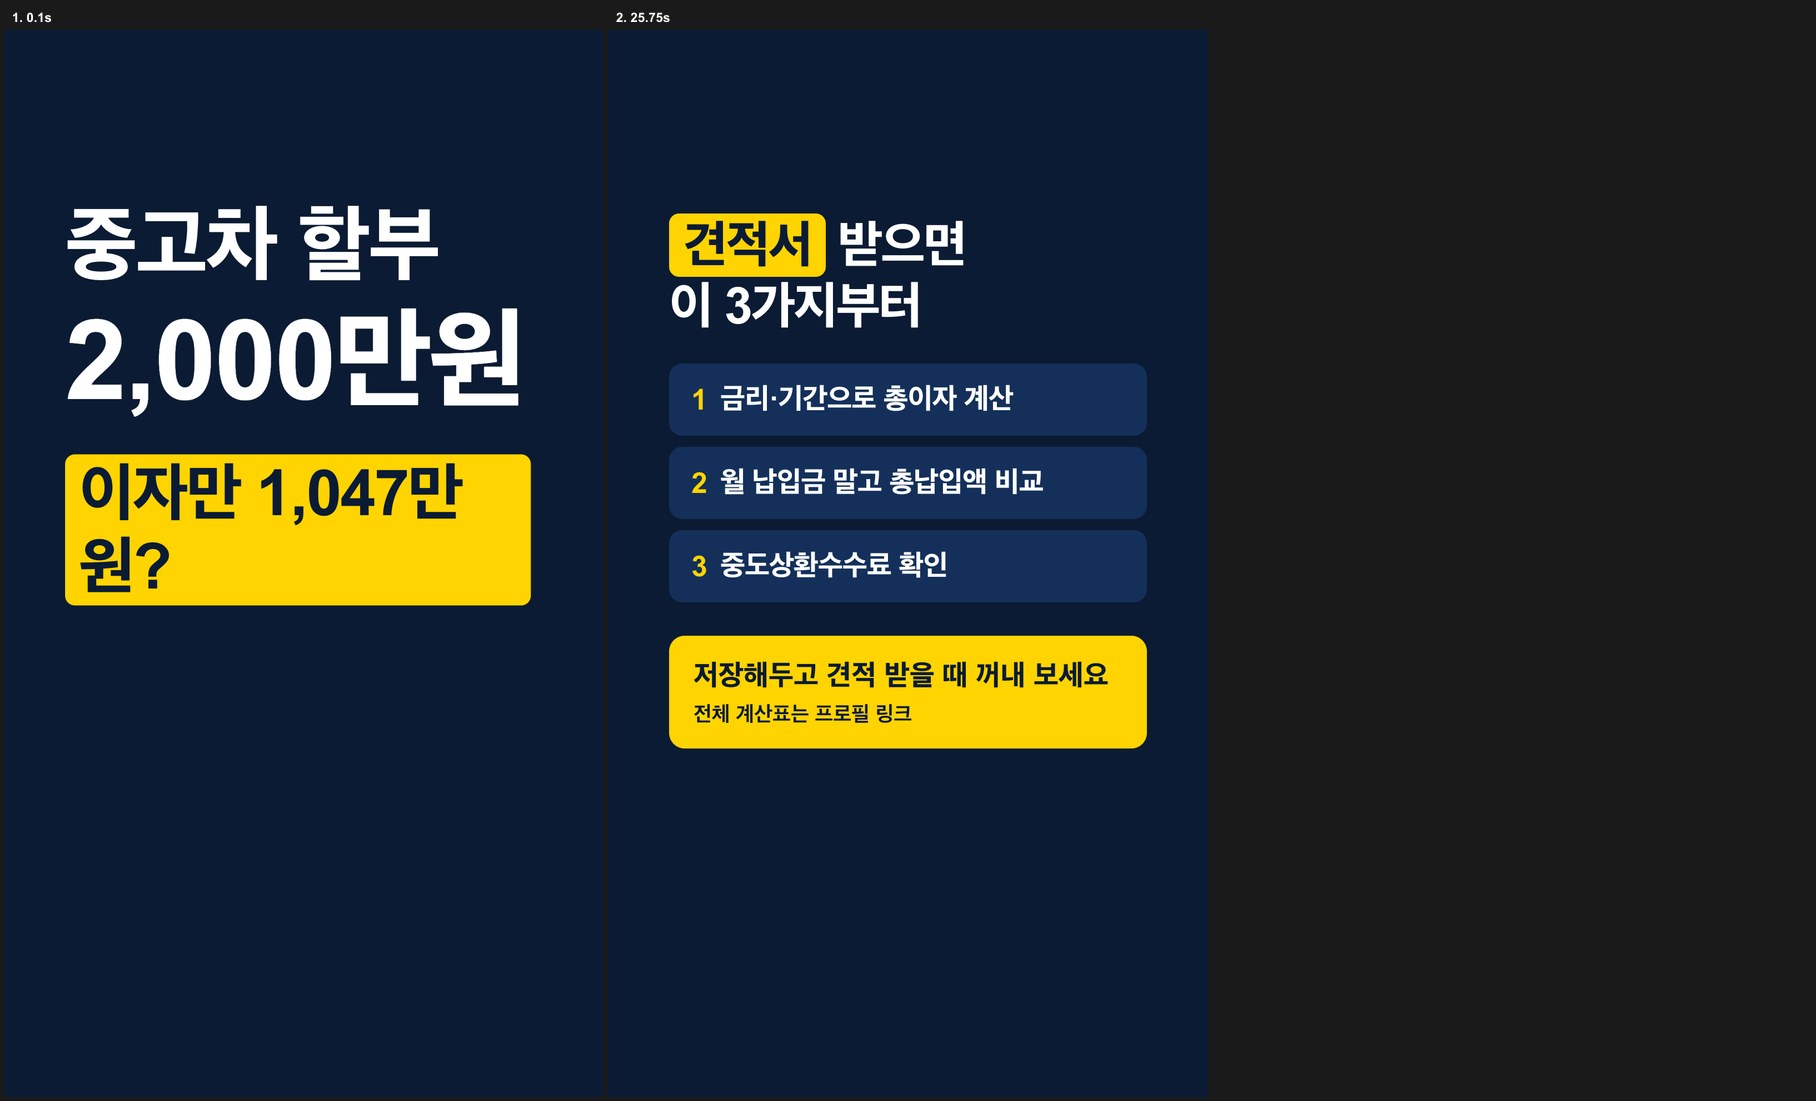 1. 0.1s
중고차 할부
2,000만원
이자만 1,047만
원?
2. 25.75s
견적서 받으면
이 3가지부터
1 금리·기간으로 총이자 계산
2 월 납입금 말고 총납입액 비교
3 중도상환수수료 확인
저장해두고 견적 받을 때 꺼내 보세요
전체 계산표는 프로필 링크